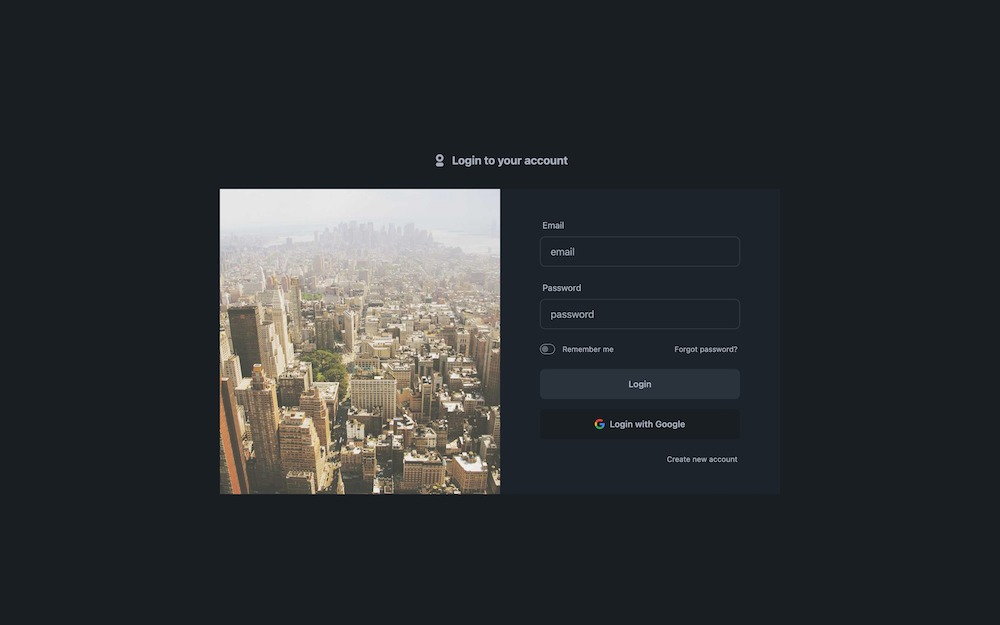 Login to your account
Email
email
Password
password
Remember me Forgot password?
Login
Login with Google
Create new account